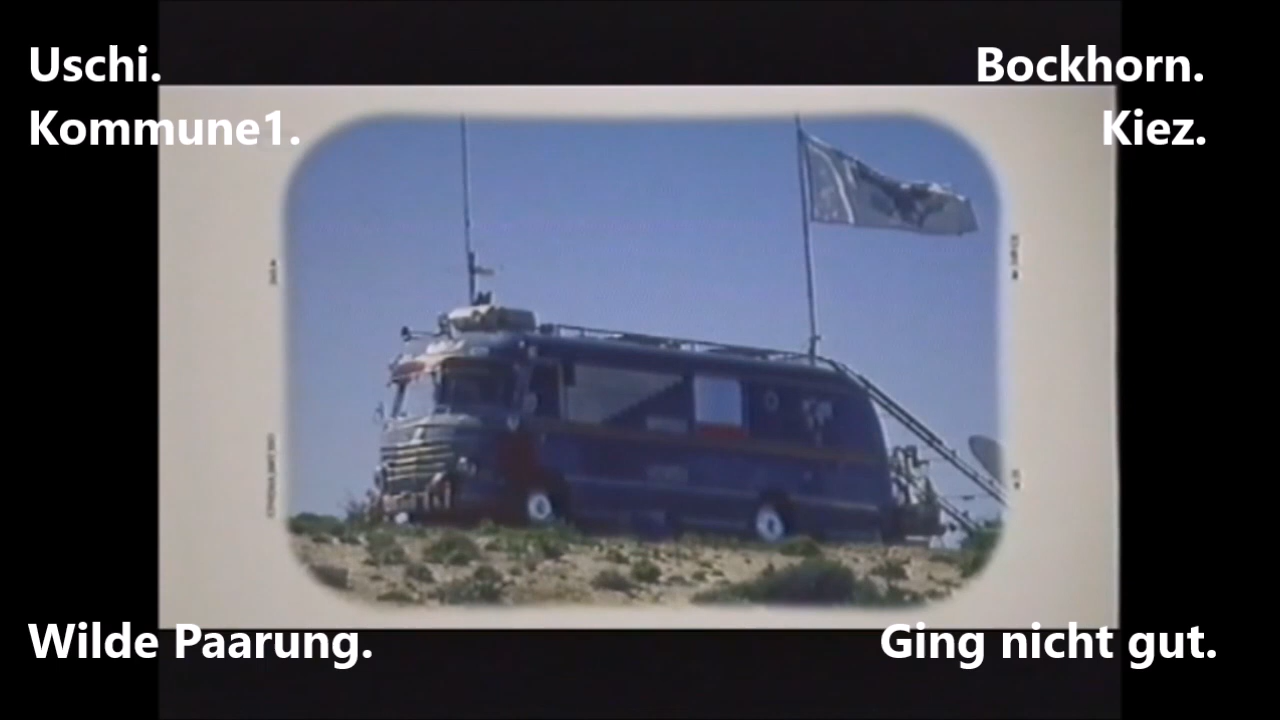 Uschi.
Bockhorn.
Kommune1.
Kiez.
Wilde Paarung.
Ging nicht gut.